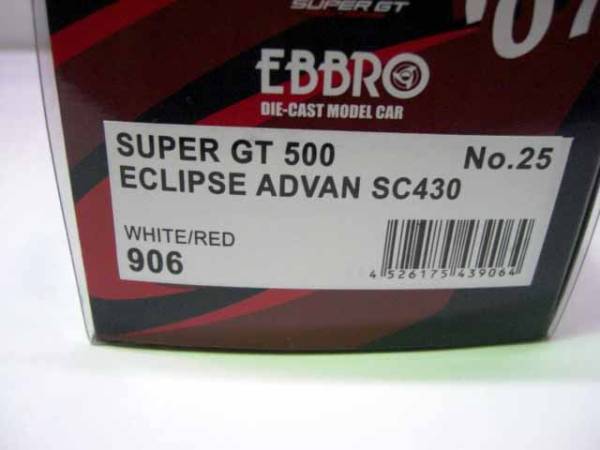 SUPER GT
'07
EBBRO
DIE-CAST MODEL CAR
SUPER GT 500 No.25
ECLIPSE ADVAN SC430
WHITE/RED
906
4 526175 439064